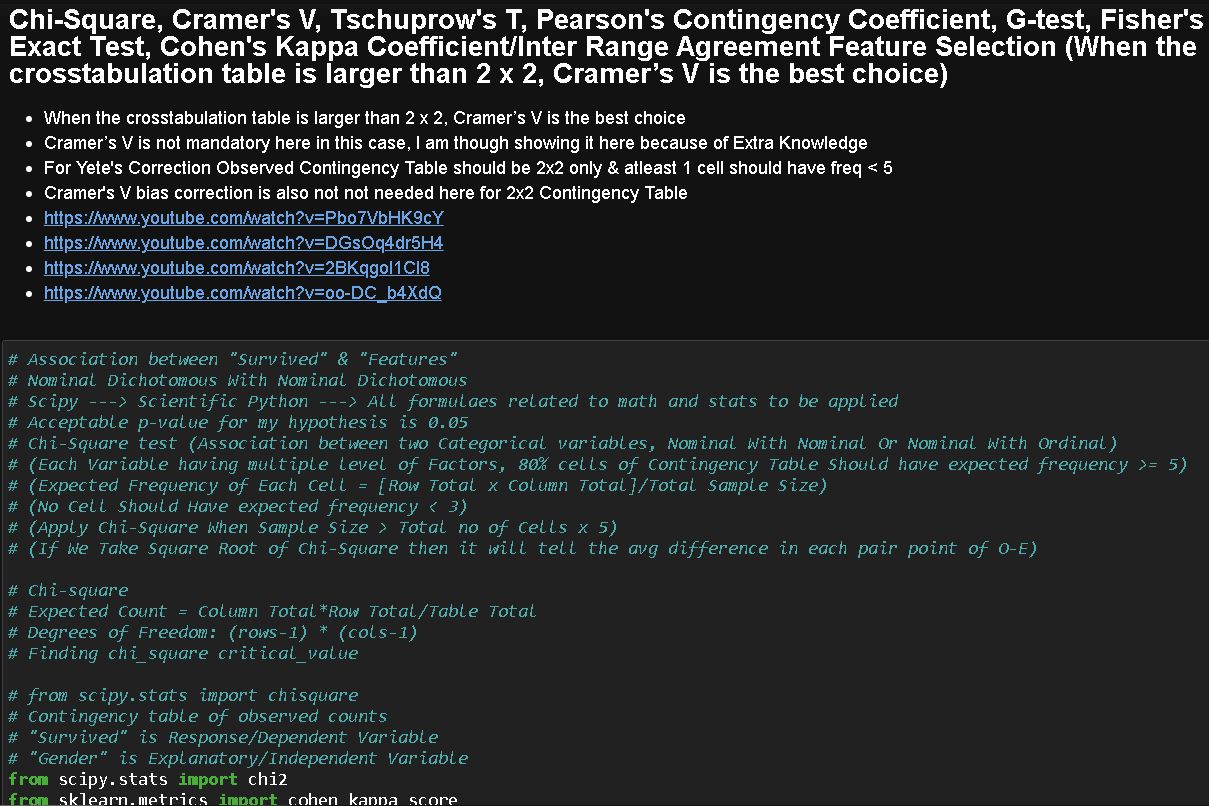 Chi-Square, Cramer's V, Tschuprow's T, Pearson's Contingency Coefficient, G-test, Fisher's
Exact Test, Cohen's Kappa Coefficient/Inter Range Agreement Feature Selection (When the
crosstabulation table is larger than 2 x 2, Cramer’s V is the best choice)
• When the crosstabulation table is larger than 2 x 2, Cramer’s V is the best choice
• Cramer’s V is not mandatory here in this case, I am though showing it here because of Extra Knowledge
• For Yete's Correction Observed Contingency Table should be 2x2 only & atleast 1 cell should have freq < 5
• Cramer's V bias correction is also not not needed here for 2x2 Contingency Table
• https://www.youtube.com/watch?v=Pbo7VbHK9cY
• https://www.youtube.com/watch?v=DGsOq4dr5H4
• https://www.youtube.com/watch?v=2BKqgoI1CI8
• https://www.youtube.com/watch?v=oo-DC_b4XdQ
# Association between "Survived" & "Features"
# Nominal Dichotomous With Nominal Dichotomous
# Scipy ---> Scientific Python ---> All formulaes related to math and stats to be applied
# Acceptable p-value for my hypothesis is 0.05
# Chi-Square test (Association between two Categorical variables, Nominal With Nominal Or Nominal With Ordinal)
# (Each Variable having multiple level of Factors, 80% cells of Contingency Table Should have expected frequency >= 5)
# (Expected Frequency of Each Cell = [Row Total x Column Total]/Total Sample Size)
# (No Cell Should Have expected frequency < 3)
# (Apply Chi-Square When Sample Size > Total no of Cells x 5)
# (If We Take Square Root of Chi-Square then it will tell the avg difference in each pair point of O-E)
# Chi-square
# Expected Count = Column Total*Row Total/Table Total
# Degrees of Freedom: (rows-1) * (cols-1)
# Finding chi_square critical_value
# from scipy.stats import chisquare
# Contingency table of observed counts
# "Survived" is Response/Dependent Variable
# "Gender" is Explanatory/Independent Variable
from scipy.stats import chi2
from sklearn.metrics import cohen_kappa_score